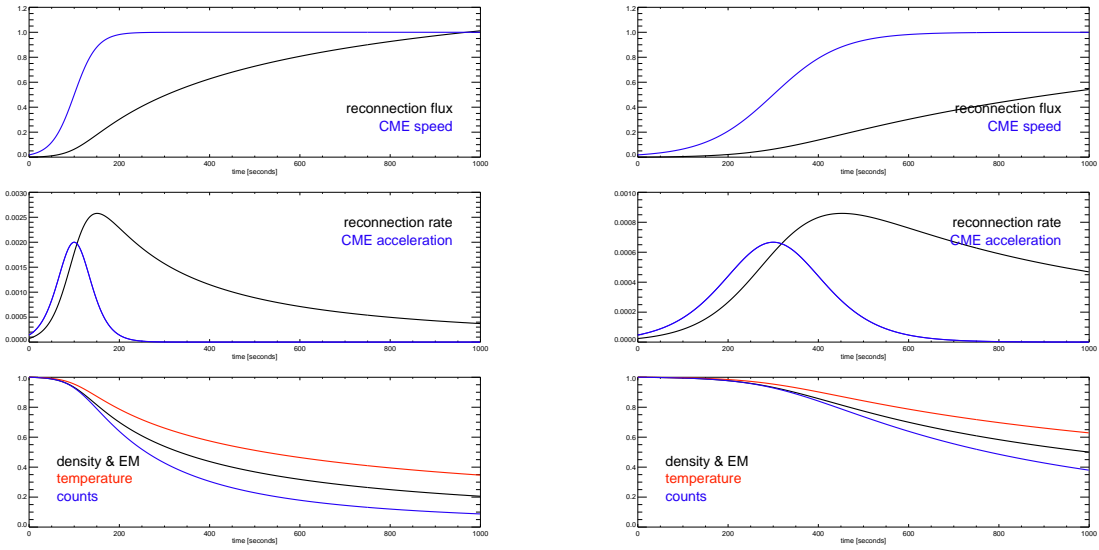 1.2
1.0
0.8
0.6
0.4
0.2
0.0
reconnection flux
CME speed
0 200 400 600 800 1000
time [seconds]
1.2
1.0
0.8
0.6
0.4
0.2
0.0
reconnection flux
CME speed
0 200 400 600 800 1000
time [seconds]
0.0030
0.0025
0.0020
0.0015
0.0010
0.0005
0.0000
reconnection rate
CME acceleration
0 200 400 600 800 1000
time [seconds]
0.0010
0.0008
0.0006
0.0004
0.0002
0.0000
reconnection rate
CME acceleration
0 200 400 600 800 1000
time [seconds]
1.0
0.8
0.6
0.4
0.2
0.0
density & EM
temperature
counts
0 200 400 600 800 1000
time [seconds]
1.0
0.8
0.6
0.4
0.2
0.0
density & EM
temperature
counts
0 200 400 600 800 1000
time [seconds]